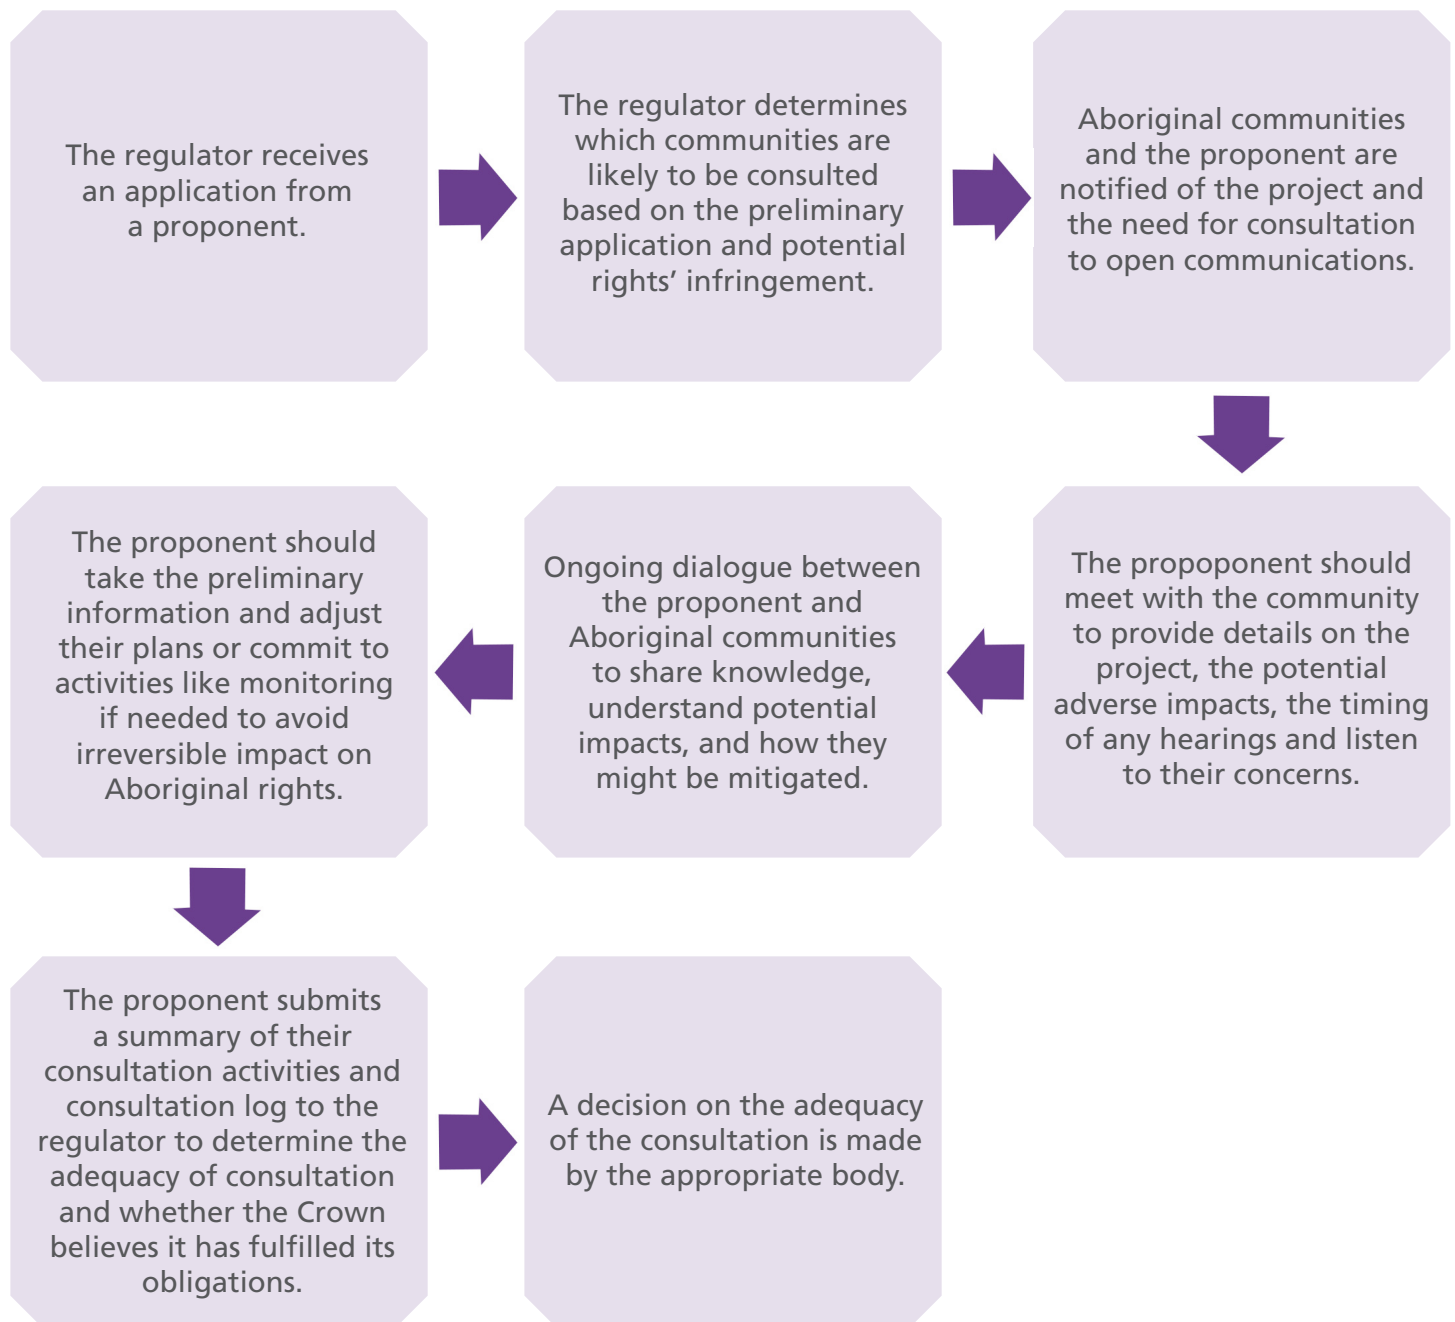 The regulator receives
an application from
a proponent.
The regulator determines
which communities are
likely to be consulted
based on the preliminary
application and potential
rights’ infringement.
Aboriginal communities
and the proponent are
notified of the project and
the need for consultation
to open communications.
The propoponent should
meet with the community
to provide details on the
project, the potential
adverse impacts, the timing
of any hearings and listen
to their concerns.
Ongoing dialogue between
the proponent and
Aboriginal communities
to share knowledge,
understand potential
impacts, and how they
might be mitigated.
The proponent should
take the preliminary
information and adjust
their plans or commit to
activities like monitoring
if needed to avoid
irreversible impact on
Aboriginal rights.
The proponent submits
a summary of their
consultation activities and
consultation log to the
regulator to determine the
adequacy of consultation
and whether the Crown
believes it has fulfilled its
obligations.
A decision on the adequacy
of the consultation is made
by the appropriate body.